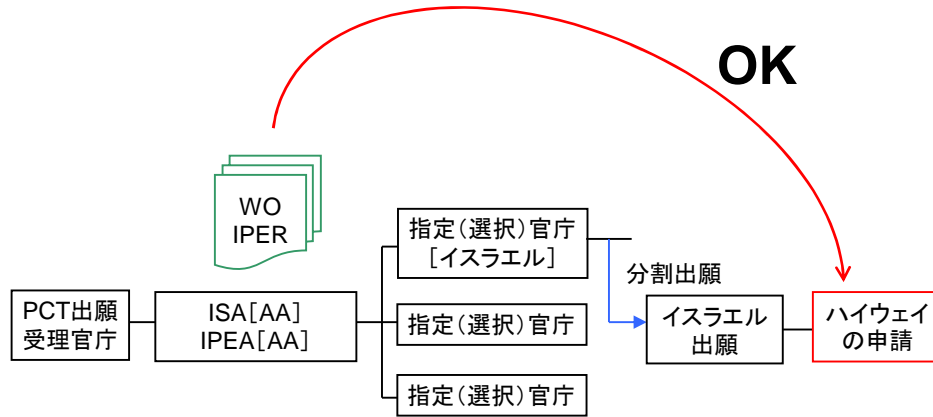 OK
WO
IPER
指定(選択)官庁
[イスラエル]
分割出願
PCT出願
受理官庁
ISA[AA]
IPEA[AA]
指定(選択)官庁
イスラエル
出願
ハイウェイ
の申請
指定(選択)官庁